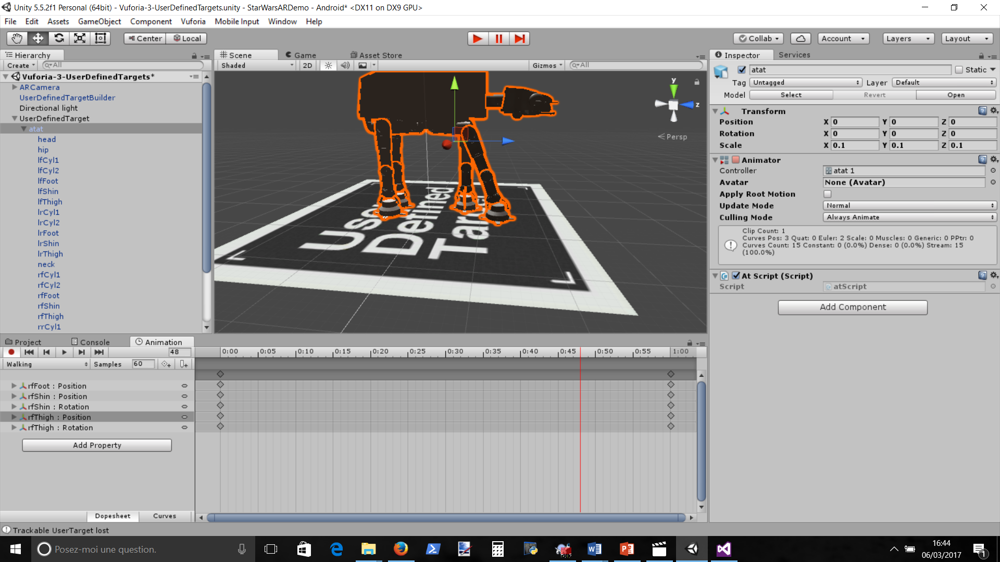 Unity 5.5.2f1 Personal (64bit) - Vuforia-3-UserDefinedTargets.unity - StarWarsARDemo - Android* <DX11 on DX9 GPU>
File Edit Assets GameObject Component Vuforia Mobile Input Window Help
Center Local Collab Account Layers Layout
Hierarchy
Create All
Vuforia-3-UserDefinedTargets*
ARCamera
UserDefinedTargetBuilder
Directional light
UserDefinedTarget
atat
head
hip
lfCyl1
lfCyl2
lfFoot
lfShin
lfThigh
lrCyl1
lrCyl2
lrFoot
lrShin
lrThigh
neck
rfCyl1
rfCyl2
rfFoot
rfShin
rfThigh
rrCyl1
Scene Game Asset Store
Shaded 2D Gizmos All
y
z
Persp
User
Defined
Target
Inspector Services
atat Static
Tag Untagged Layer Default
Model Select Revert Open
Transform
Position X 0 Y 0 Z 0
Rotation X 0 Y 0 Z 0
Scale X 0.1 Y 0.1 Z 0.1
Animator
Controller atat 1
Avatar None (Avatar)
Apply Root Motion
Update Mode Normal
Culling Mode Always Animate
Clip Count: 1
Curves Pos: 3 Quat: 0 Euler: 2 Scale: 0 Muscles: 0 Generic: 0 PPtr: 0
Curves Count: 15 Constant: 0 (0.0%) Dense: 0 (0.0%) Stream: 15
(100.0%)
At Script (Script)
Script atScript
Add Component
Project Console Animation
48 0:00 0:05 0:10 0:15 0:20 0:25 0:30 0:35 0:40 0:45 0:50 0:55 1:00
Walking Samples 60
rfFoot : Position
rfShin : Position
rfShin : Rotation
rfThigh : Position
rfThigh : Rotation
Add Property
Dopesheet Curves
Trackable UserTarget lost
Posez-moi une question.
16:44
06/03/2017
1